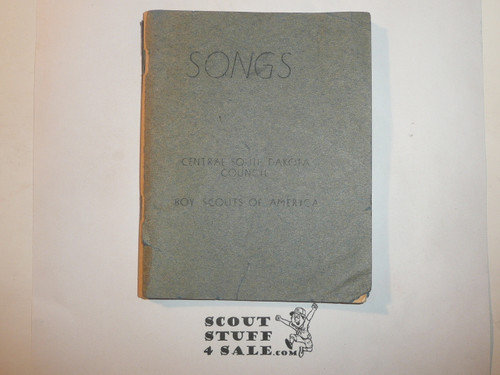 SONGS
CENTRAL SOUTH DAKOTA
COUNCIL
BOY SCOUTS OF AMERICA
SCOUT
STUFF
4 SALE.com